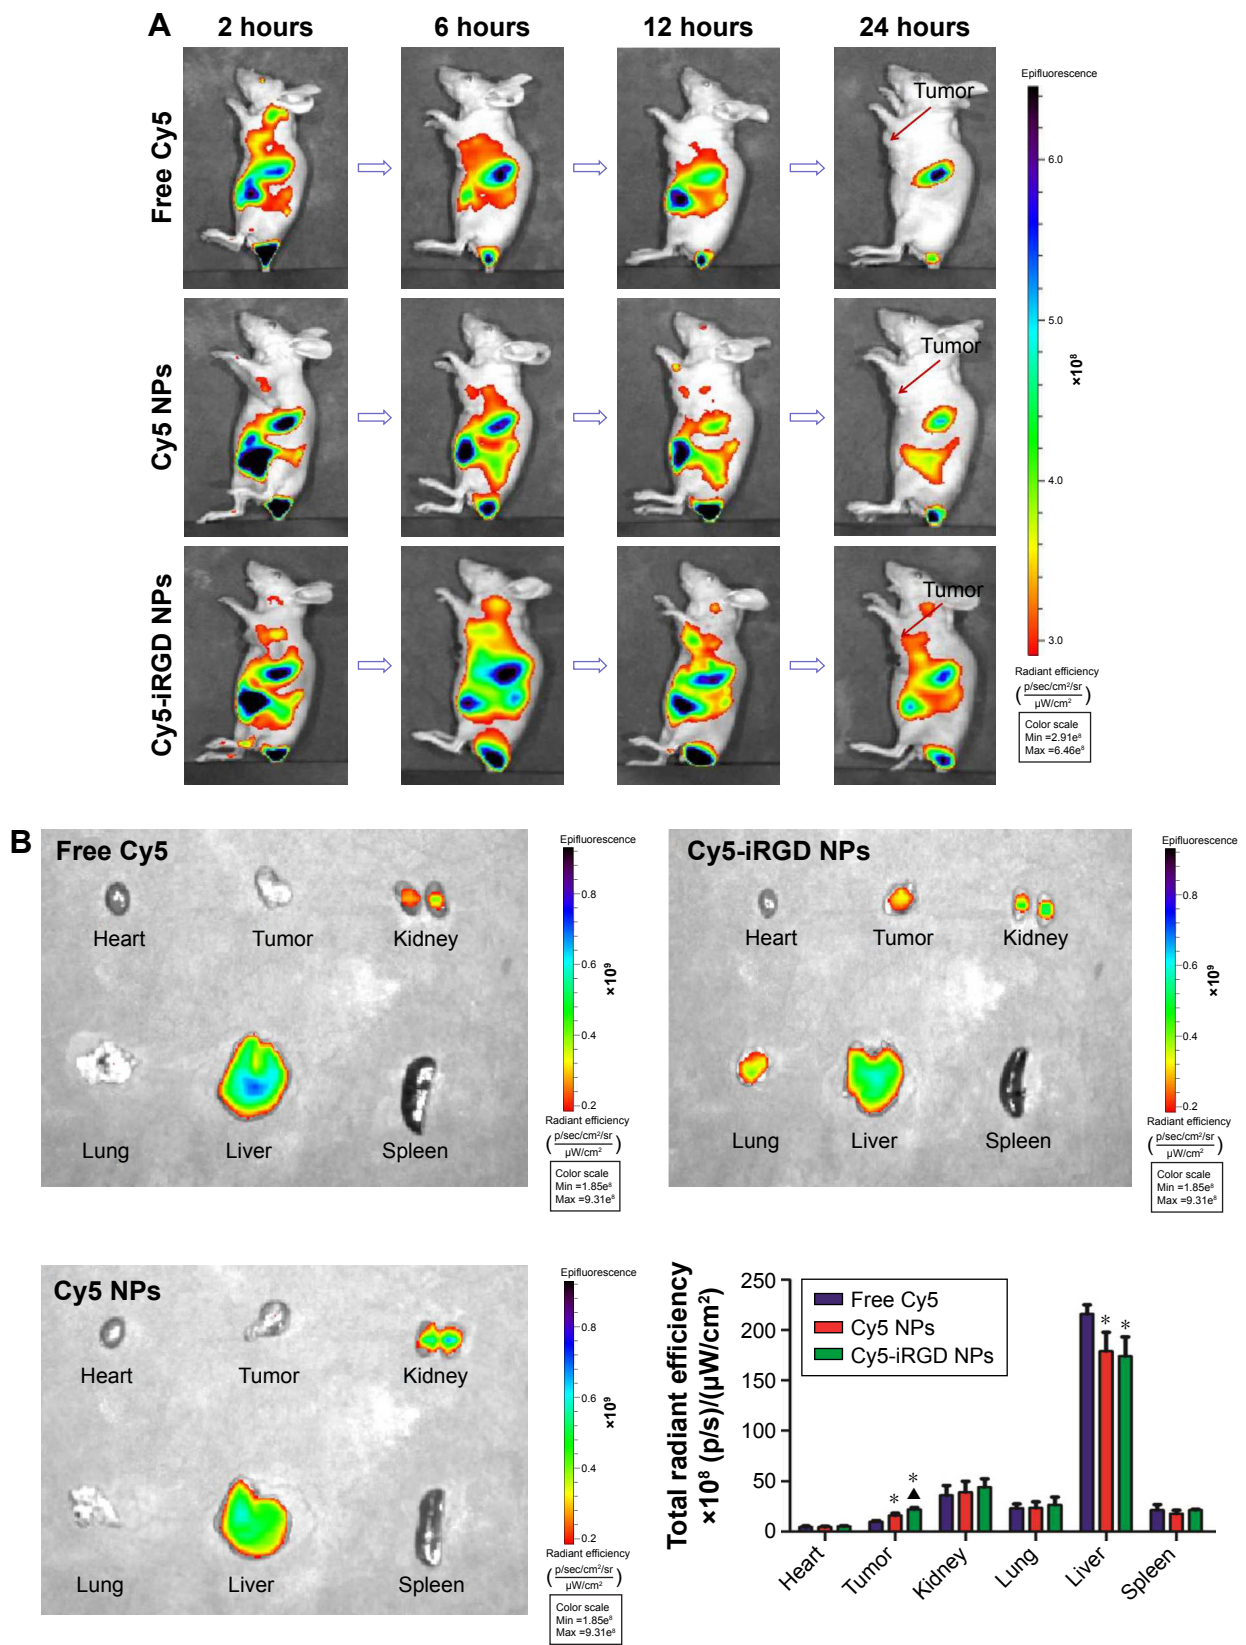 A
2 hours
6 hours
12 hours
24 hours
Free Cy5
Tumor
Cy5 NPs
Tumor
Cy5-iRGD NPs
Tumor
Epifluorescence
6.0
5.0
4.0
3.0
×10⁸
Radiant efficiency
(p/sec/cm²/sr
µW/cm²)
Color scale
Min =2.91e⁸
Max =6.46e⁸
B
Free Cy5
Heart
Tumor
Kidney
Lung
Liver
Spleen
Epifluorescence
0.8
0.6
0.4
0.2
×10⁹
Radiant efficiency
(p/sec/cm²/sr
µW/cm²)
Color scale
Min =1.85e⁸
Max =9.31e⁸
Cy5-iRGD NPs
Heart
Tumor
Kidney
Lung
Liver
Spleen
Epifluorescence
0.8
0.6
0.4
0.2
×10⁹
Radiant efficiency
(p/sec/cm²/sr
µW/cm²)
Color scale
Min =1.85e⁸
Max =9.31e⁸
Cy5 NPs
Heart
Tumor
Kidney
Lung
Liver
Spleen
Epifluorescence
0.8
0.6
0.4
0.2
×10⁹
Radiant efficiency
(p/sec/cm²/sr
µW/cm²)
Color scale
Min =1.85e⁸
Max =9.31e⁸
Total radiant efficiency
×10⁸ (p/s)/(µW/cm²)
250
200
150
100
50
0
Free Cy5
Cy5 NPs
Cy5-iRGD NPs
*
*
▲
*
*
Heart
Tumor
Kidney
Lung
Liver
Spleen